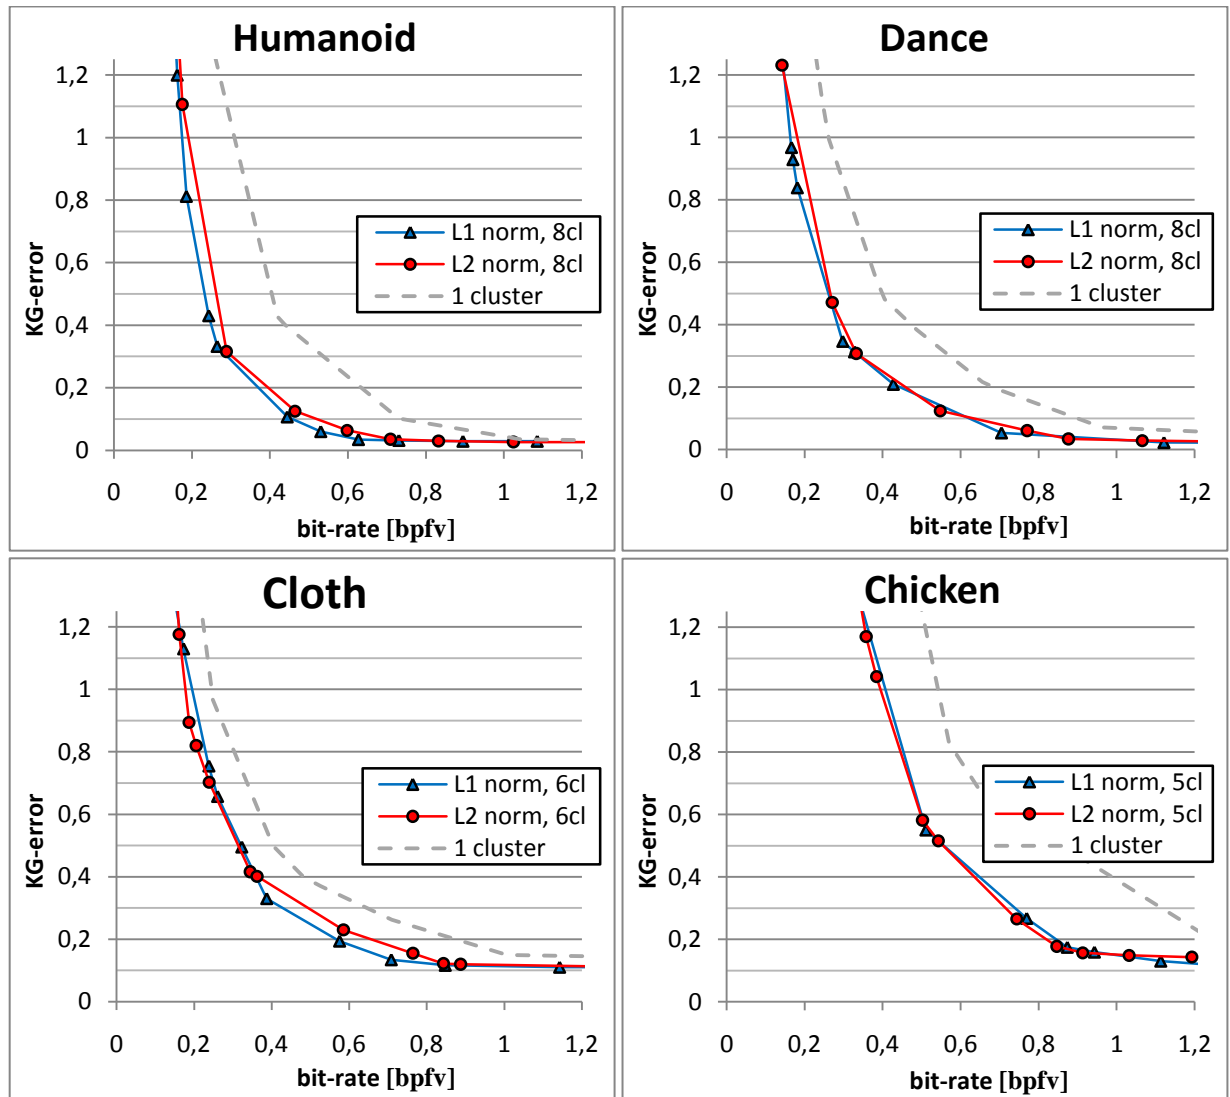 Humanoid
1,2
1
0,8
0,6
0,4
0,2
0
KG-error
L1 norm, 8cl
L2 norm, 8cl
1 cluster
0 0,2 0,4 0,6 0,8 1 1,2
bit-rate [bpfv]
Dance
1,2
1
0,8
0,6
0,4
0,2
0
KG-error
L1 norm, 8cl
L2 norm, 8cl
1 cluster
0 0,2 0,4 0,6 0,8 1 1,2
bit-rate [bpfv]
Cloth
1,2
1
0,8
0,6
0,4
0,2
0
KG-error
L1 norm, 6cl
L2 norm, 6cl
1 cluster
0 0,2 0,4 0,6 0,8 1 1,2
bit-rate [bpfv]
Chicken
1,2
1
0,8
0,6
0,4
0,2
0
KG-error
L1 norm, 5cl
L2 norm, 5cl
1 cluster
0 0,2 0,4 0,6 0,8 1 1,2
bit-rate [bpfv]